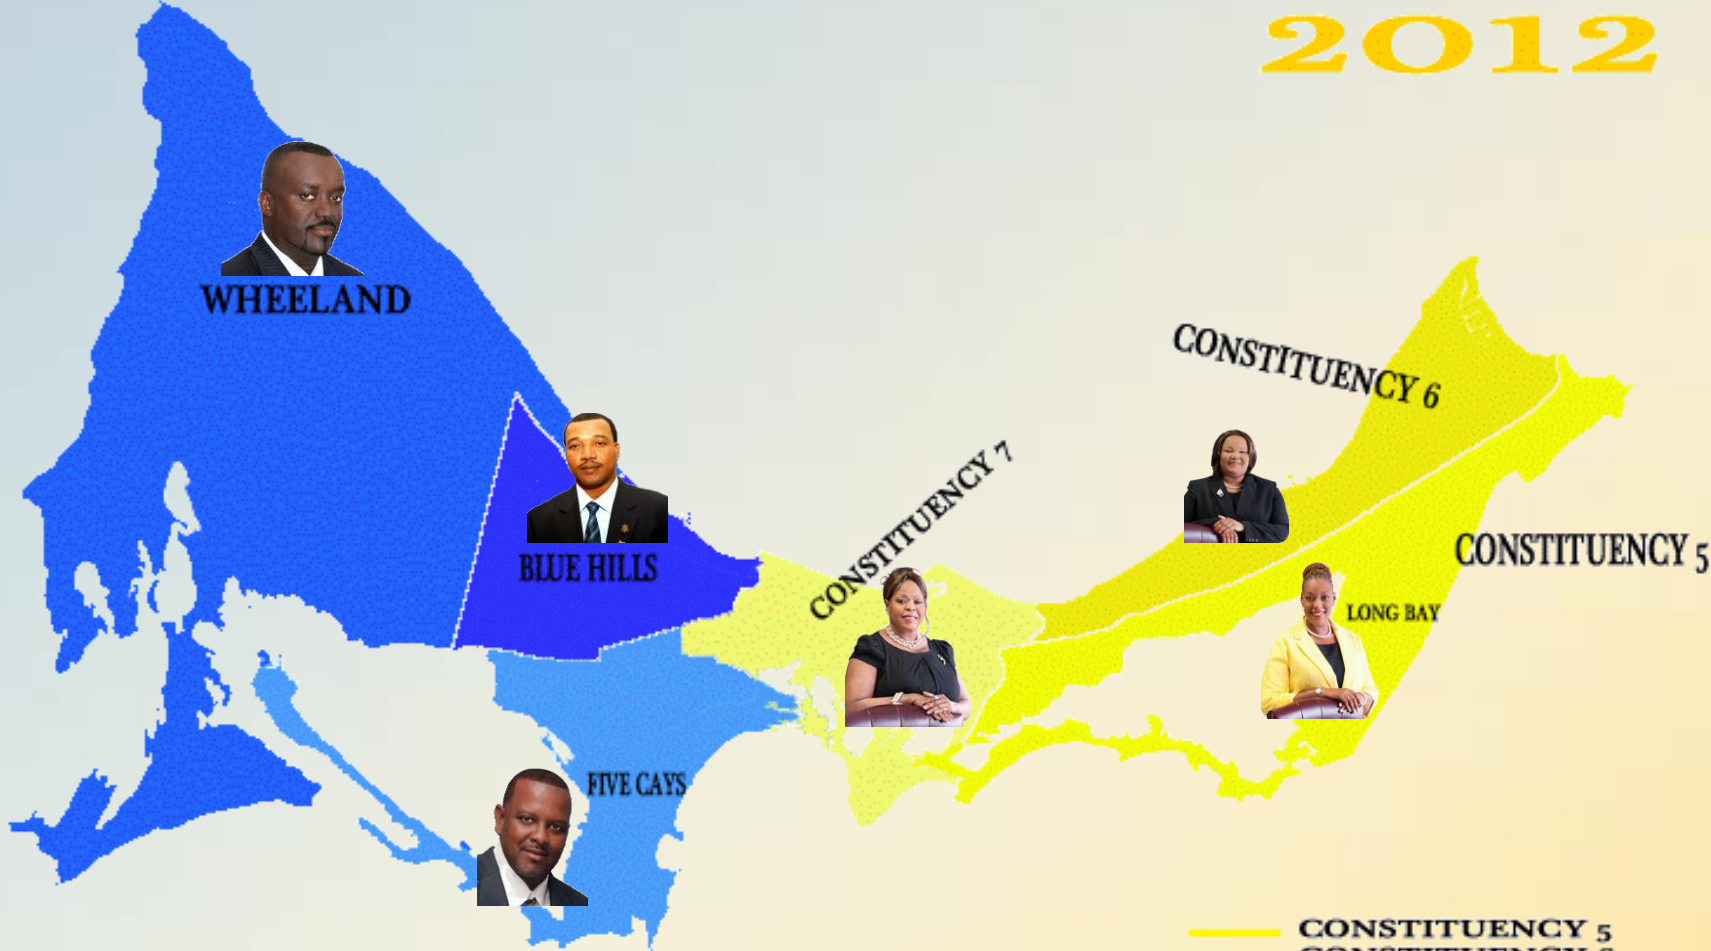 2012
WHEELAND
CONSTITUENCY 6
CONSTITUENCY 7
CONSTITUENCY 5
BLUE HILLS
LONG BAY
FIVE CAYS
CONSTITUENCY 5